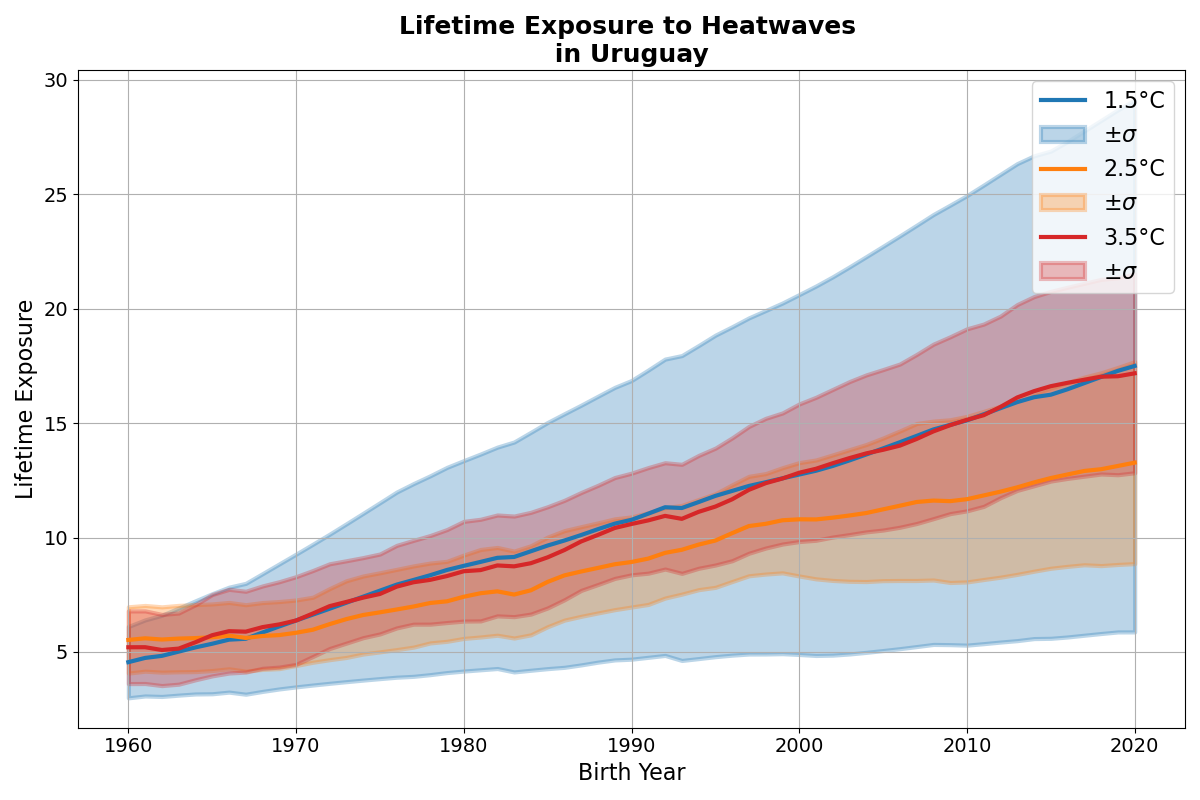 Lifetime Exposure to Heatwaves
in Uruguay
Lifetime Exposure
30
25
20
15
10
5
1960
1970
1980
1990
2000
2010
2020
Birth Year
1.5°C
±σ
2.5°C
±σ
3.5°C
±σ